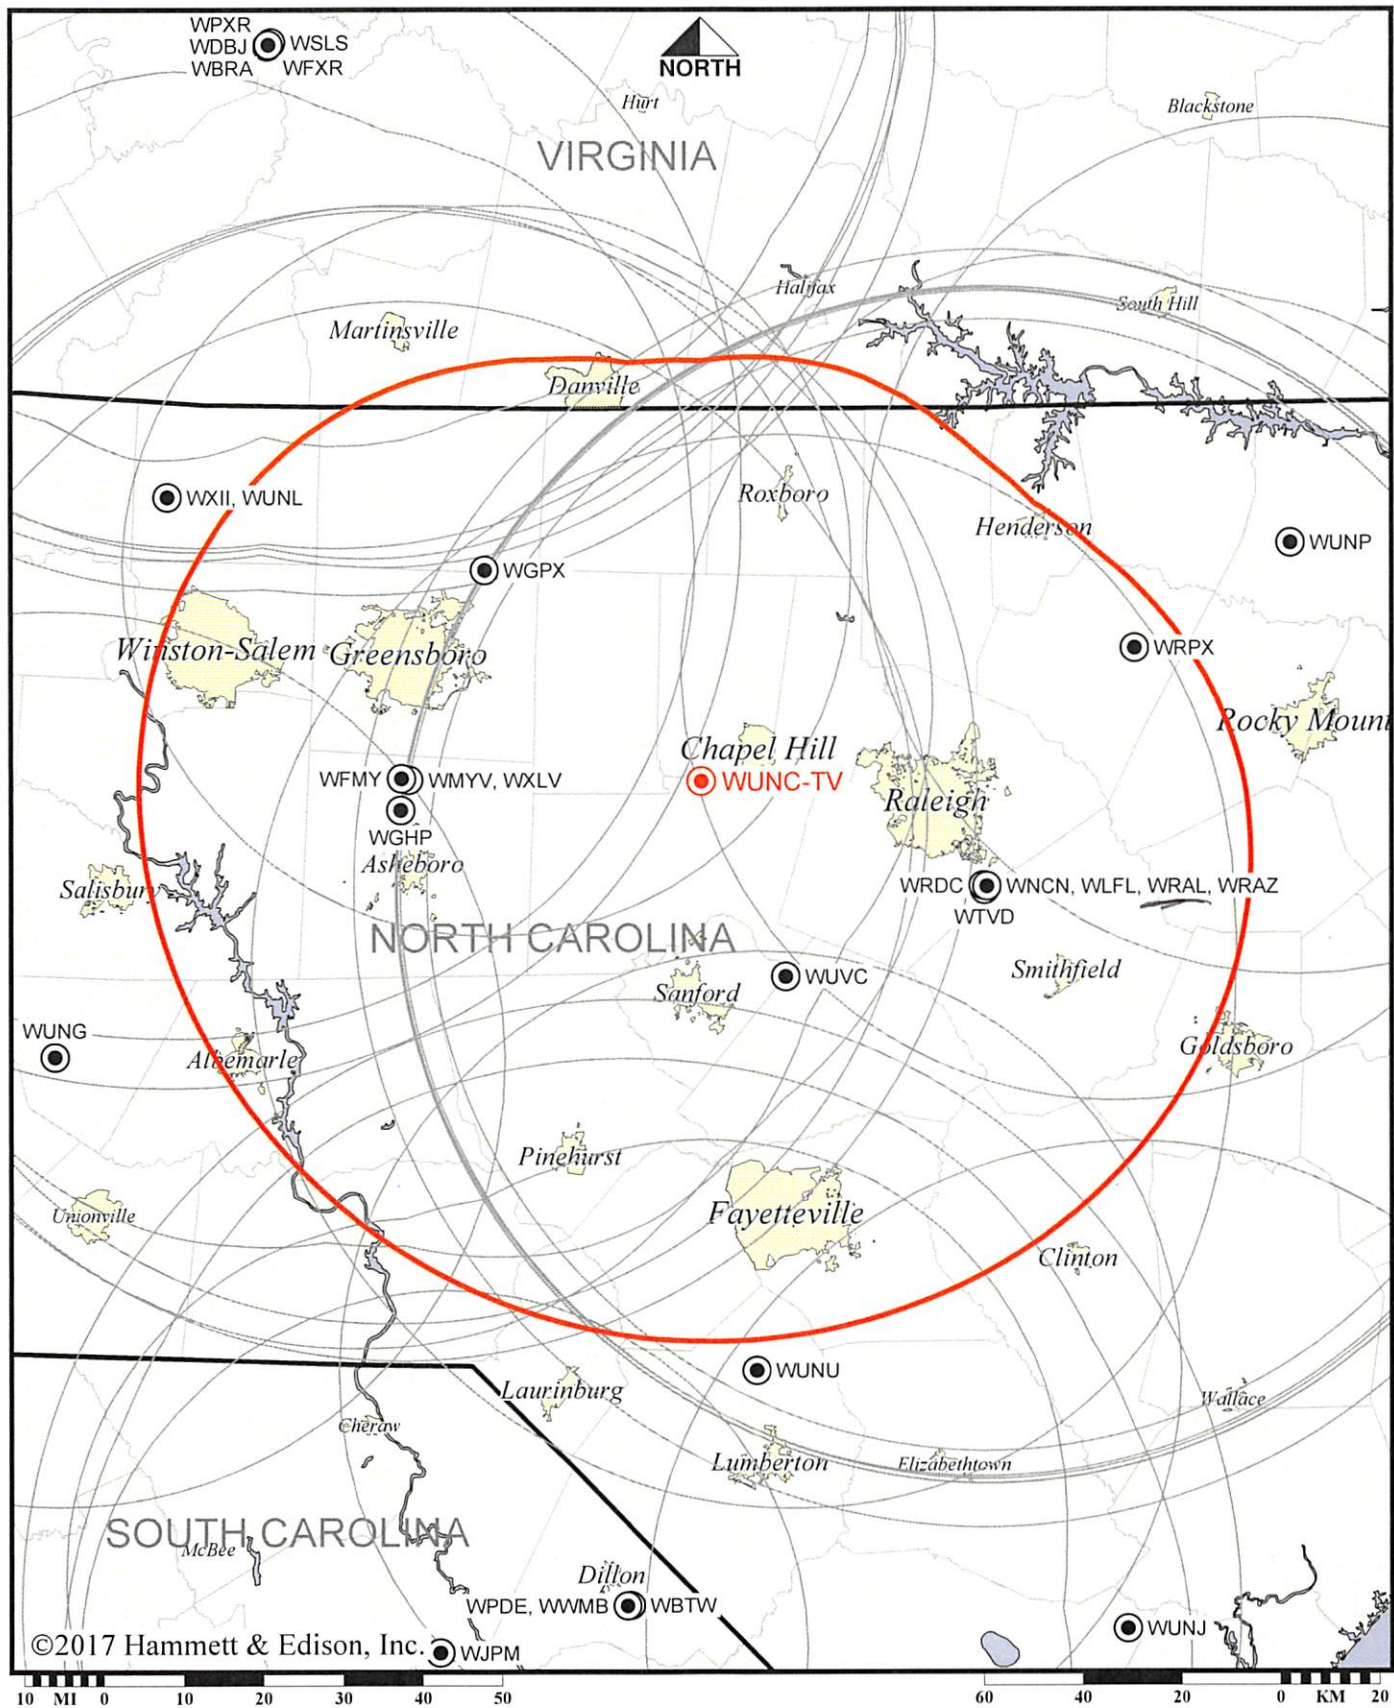 WPXR
WDBJ WSLS
WBRA WFXR
NORTH
Hurt
Blackstone
VIRGINIA
Halifax
South Hill
Martinsville
Danville
WXII, WUNL
Roxboro
Henderson
WUNP
WGPX
Winston-Salem Greensboro
WRPX
Rocky Mount
Chapel Hill
WFMY WMYV, WXLV
WUNC-TV
Raleigh
WGHP
Asheboro
Salisbury
WRDC WNCN, WLFL, WRAL, WRAZ
WTVD
NORTH CAROLINA
Smithfield
WUVC
Sanford
WUNG
Albemarle
Goldsboro
Pinehurst
Unionville
Fayetteville
Clinton
WUNU
Laurinburg
Wallace
Cheraw
Lumberton
Elizabethtown
SOUTH CAROLINA
McBee
Dillon
WPDE, WWMB WBTW
WUNJ
©2017 Hammett & Edison, Inc.
WJPM
10 MI 0 10 20 30 40 50 60 40 20 0 KM 20